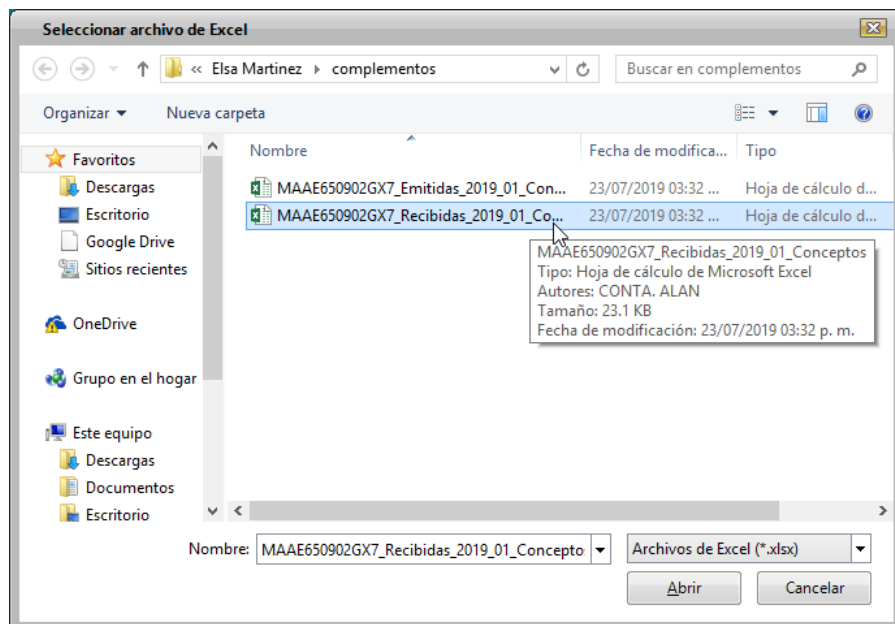 Seleccionar archivo de Excel
« Elsa Martinez complementos
Buscar en complementos
Organizar
Nueva carpeta
Favoritos
Descargas
Escritorio
Google Drive
Sitios recientes
OneDrive
Grupo en el hogar
Este equipo
Descargas
Documentos
Escritorio
Nombre Fecha de modifica... Tipo
MAAE650902GX7_Emitidas_2019_01_Con... 23/07/2019 03:32 ... Hoja de cálculo d...
MAAE650902GX7_Recibidas_2019_01_Co... 23/07/2019 03:32 ... Hoja de cálculo d...
MAAE650902GX7_Recibidas_2019_01_Conceptos
Tipo: Hoja de cálculo de Microsoft Excel
Autores: CONTA. ALAN
Tamaño: 23.1 KB
Fecha de modificación: 23/07/2019 03:32 p. m.
Nombre: MAAE650902GX7_Recibidas_2019_01_Concepto
Archivos de Excel (*.xlsx)
Abrir
Cancelar